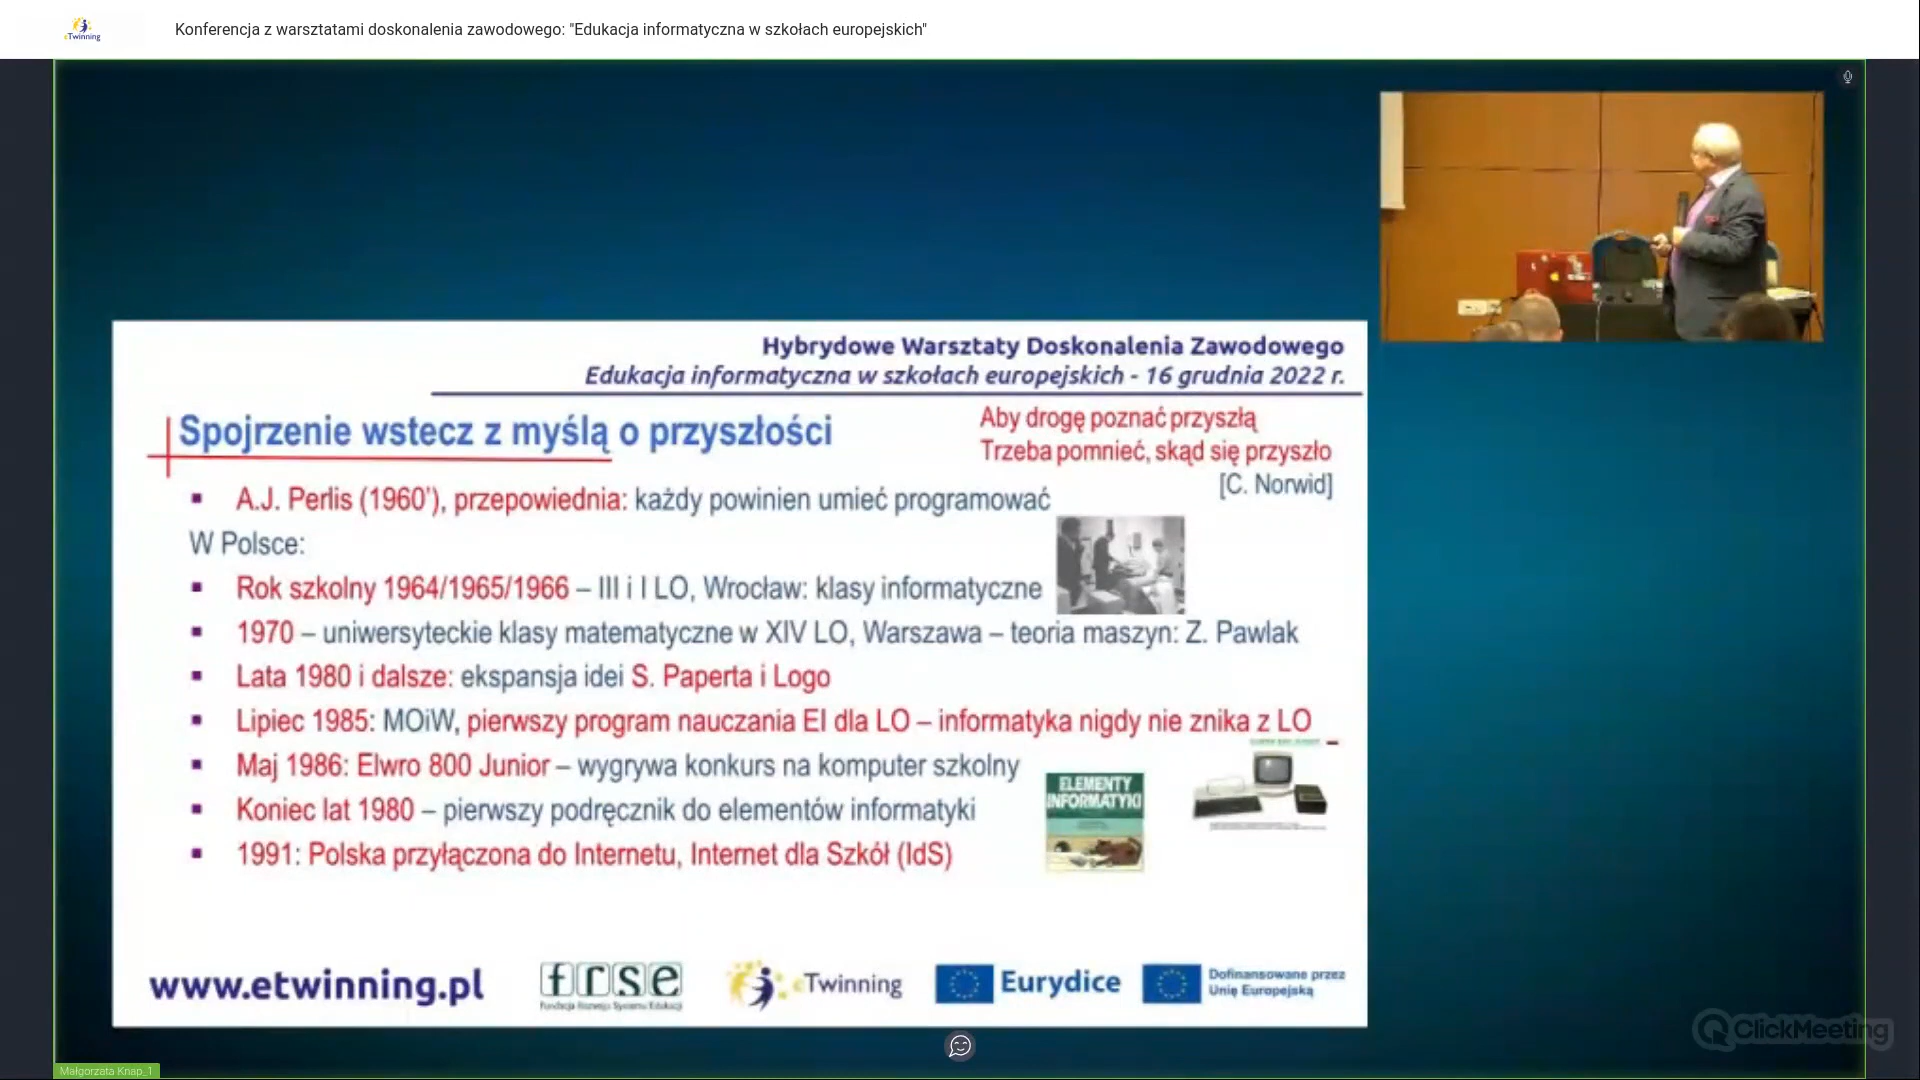 eTwinning
Konferencja z warsztatami doskonalenia zawodowego: "Edukacja informatyczna w szkołach europejskich"
Hybrydowe Warsztaty Doskonalenia Zawodowego
Edukacja informatyczna w szkołach europejskich - 16 grudnia 2022 r.
Spojrzenie wstecz z myślą o przyszłości
Aby drogę poznać przyszłą
Trzeba pomnieć, skąd się przyszło
[C. Norwid]
▪ A.J. Perlis (1960'), przepowiednia: każdy powinien umieć programować
W Polsce:
▪ Rok szkolny 1964/1965/1966 – III i I LO, Wrocław: klasy informatyczne
▪ 1970 – uniwersyteckie klasy matematyczne w XIV LO, Warszawa – teoria maszyn: Z. Pawlak
▪ Lata 1980 i dalsze: ekspansja idei S. Paperta i Logo
▪ Lipiec 1985: MOiW, pierwszy program nauczania EI dla LO – informatyka nigdy nie znika z LO
▪ Maj 1986: Elwro 800 Junior – wygrywa konkurs na komputer szkolny
▪ Koniec lat 1980 – pierwszy podręcznik do elementów informatyki
▪ 1991: Polska przyłączona do Internetu, Internet dla Szkół (IdS)
ELEMENTY
INFORMATYKI
www.etwinning.pl
frse
Fundacja Rozwoju Systemu Edukacji
eTwinning
Eurydice
Dofinansowane przez
Unię Europejską
ClickMeeting
Małgorzata Knap_1